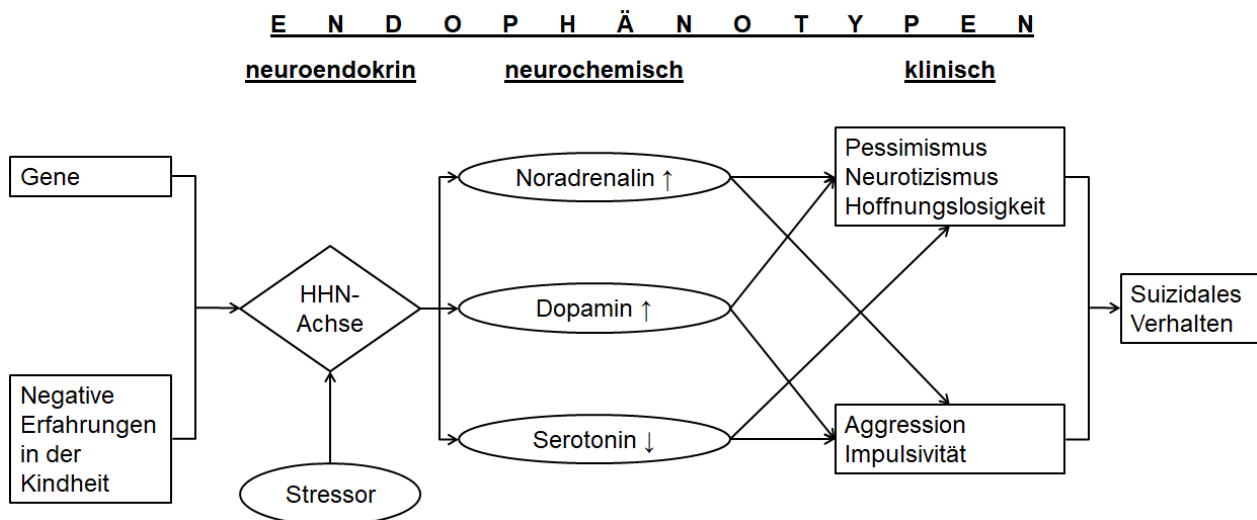 E N D O P H Ä N O T Y P E N
neuroendokrin
neurochemisch
klinisch
Gene
Negative
Erfahrungen
in der
Kindheit
HHN-
Achse
Stressor
Noradrenalin ↑
Dopamin ↑
Serotonin ↓
Pessimismus
Neurotizismus
Hoffnungslosigkeit
Aggression
Impulsivität
Suizidales
Verhalten